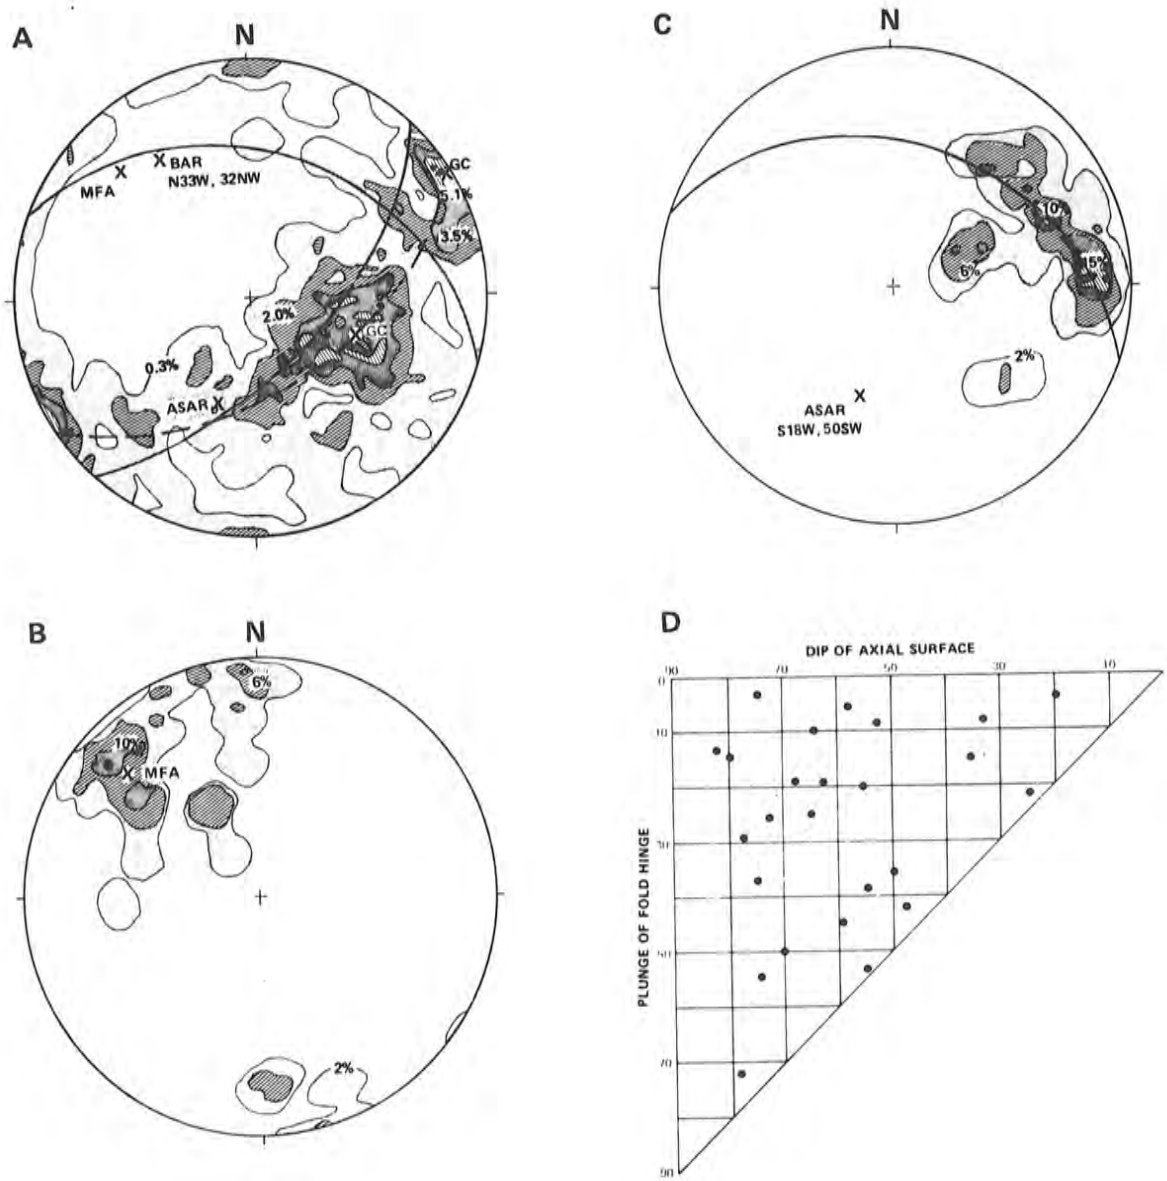 A
N
BAR
N33W, 32NW
MFA
GC
5.1%
3.5%
2.0%
GC
0.3%
ASAR
C
N
10%
15%
6%
2%
ASAR
S18W, 50SW
B
N
6%
10%
MFA
2%
D
DIP OF AXIAL SURFACE
90 70 50 30 10
0
10
30
50
70
90
PLUNGE OF FOLD HINGE